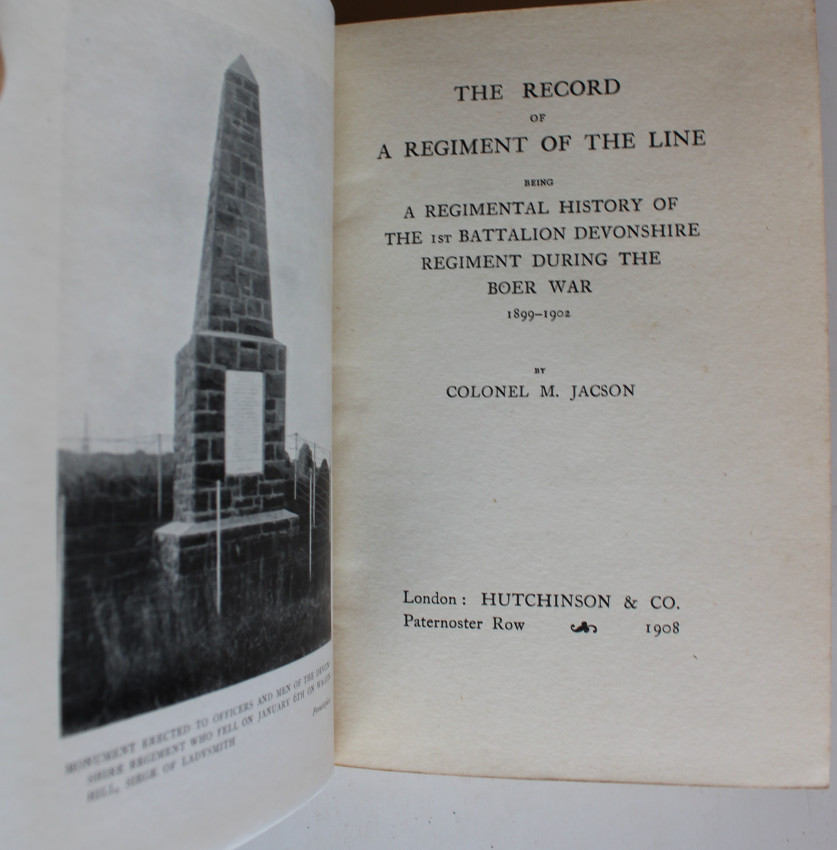 MONUMENT ERECTED TO OFFICERS AND MEN OF THE DEVON-
SHIRE REGIMENT WHO FELL ON JANUARY 6TH ON WAGON
HILL, SIEGE OF LADYSMITH
THE RECORD
OF
A REGIMENT OF THE LINE
BEING
A REGIMENTAL HISTORY OF
THE 1ST BATTALION DEVONSHIRE
REGIMENT DURING THE
BOER WAR
1899–1902
BY
COLONEL M. JACSON
London: HUTCHINSON & CO.
Paternoster Row 1908